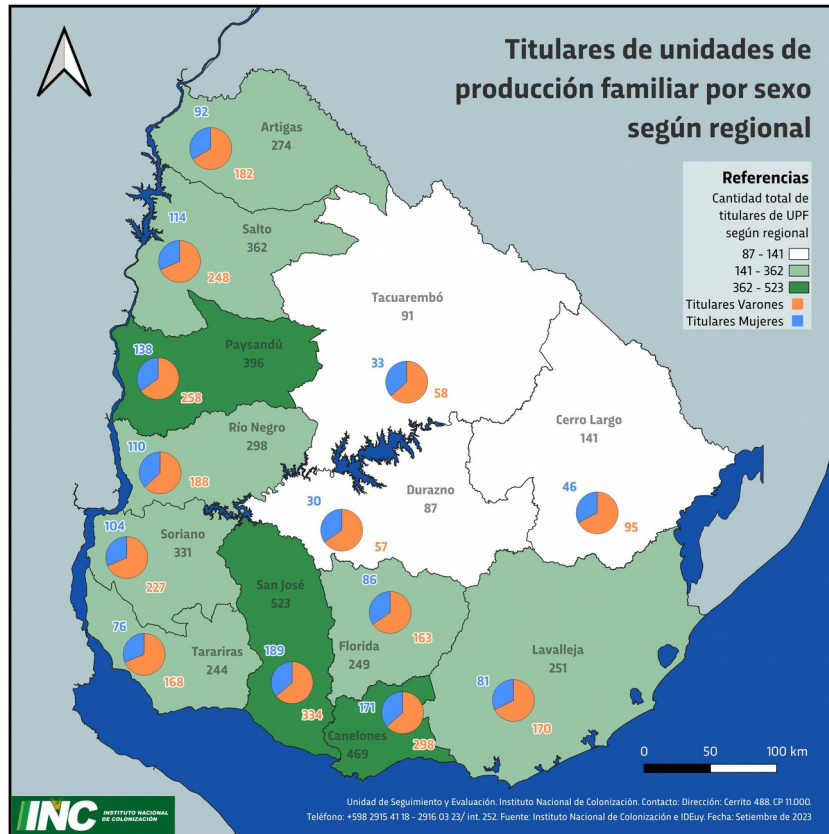 Titulares de unidades de
producción familiar por sexo
según regional
Referencias
Cantidad total de
titulares de UPF
según regional
87 - 141
141 - 362
362 - 523
Titulares Varones
Titulares Mujeres
92
Artigas
274
182
114
Salto
362
248
Tacuarembó
91
33
58
138
Paysandú
396
258
Cerro Largo
141
46
95
110
Río Negro
298
188
Durazno
87
30
57
104
Soriano
331
227
San José
523
189
334
86
163
Florida
249
76
Tarariras
244
168
Lavalleja
251
81
170
171
298
Canelones
469
0 50 100 km
INC INSTITUTO NACIONAL
DE COLONIZACIÓN
Unidad de Seguimiento y Evaluación. Instituto Nacional de Colonización. Contacto: Dirección: Cerrito 488. CP 11.000.
Teléfono: +598 2915 41 18 - 2916 03 23/ int. 252. Fuente: Instituto Nacional de Colonización e IDEuy. Fecha: Setiembre de 2023